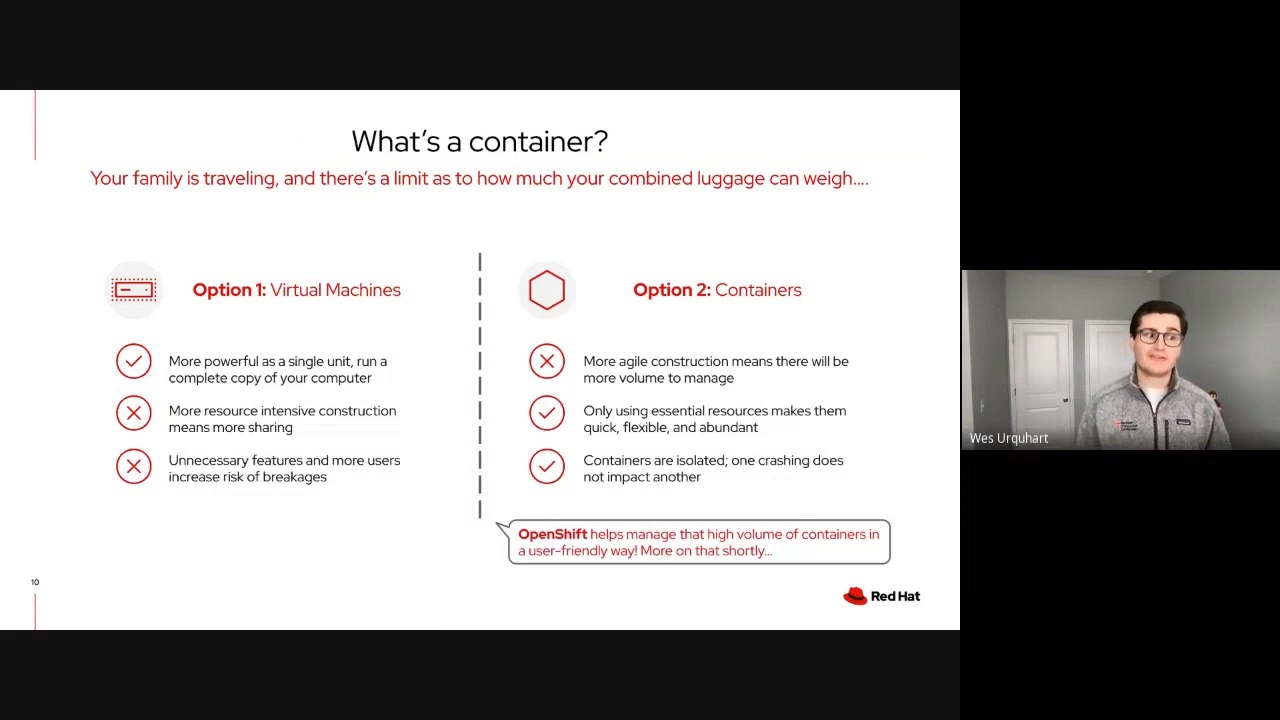 What's a container?
Your family is traveling, and there's a limit as to how much your combined luggage can weigh....
Option 1: Virtual Machines
More powerful as a single unit, run a
complete copy of your computer
More resource intensive construction
means more sharing
Unnecessary features and more users
increase risk of breakages
Option 2: Containers
More agile construction means there will be
more volume to manage
Only using essential resources makes them
quick, flexible, and abundant
Containers are isolated; one crashing does
not impact another
OpenShift helps manage that high volume of containers in
a user-friendly way! More on that shortly...
10
Red Hat
Wes Urquhart